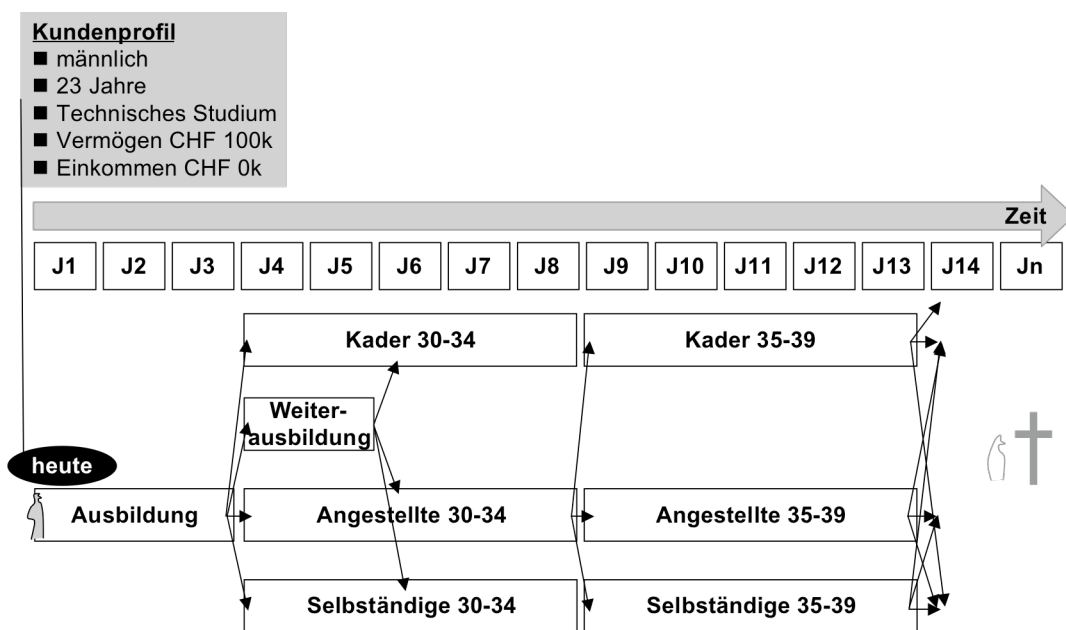 Kundenprofil
männlich
23 Jahre
Technisches Studium
Vermögen CHF 100k
Einkommen CHF 0k
Zeit
J1 J2 J3 J4 J5 J6 J7 J8 J9 J10 J11 J12 J13 J14 Jn
Kader 30-34 Kader 35-39
Weiter-
ausbildung
heute
Ausbildung Angestellte 30-34 Angestellte 35-39
Selbständige 30-34 Selbständige 35-39